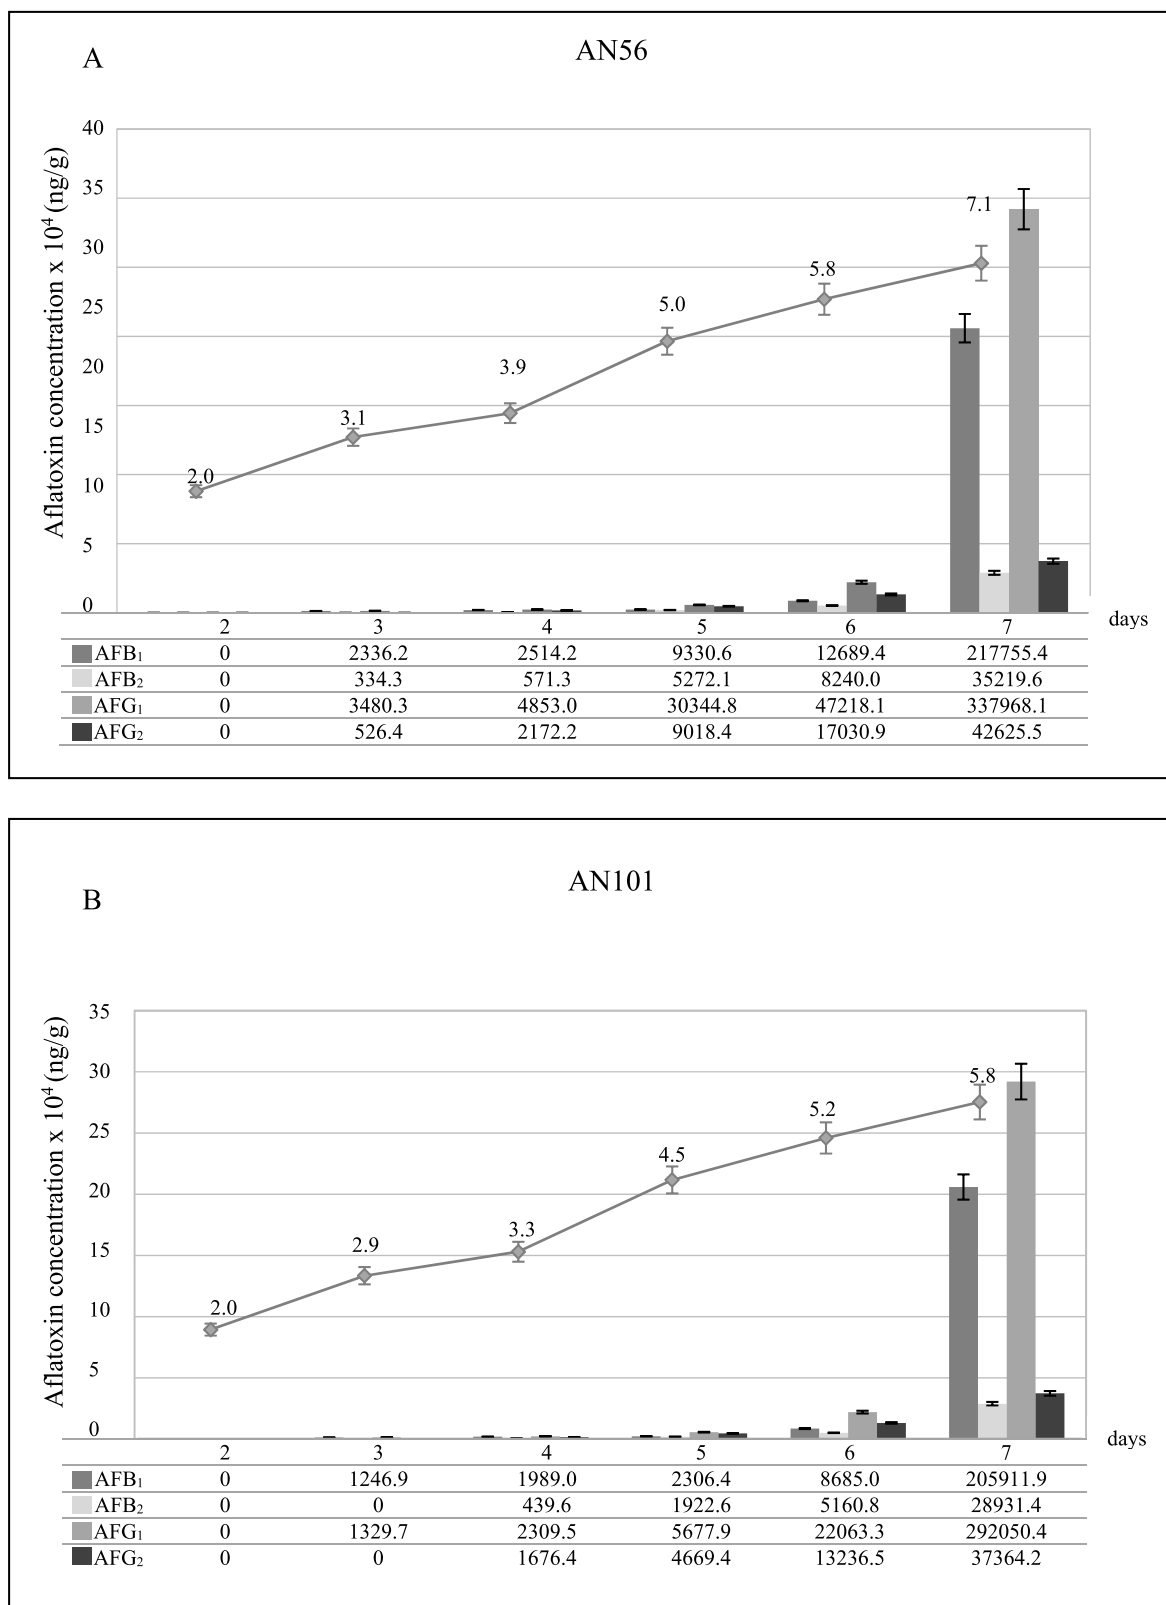 A
AN56
Aflatoxin concentration x 10⁴ (ng/g)
40
35
30
25
20
15
10
5
0
2.0
3.1
3.9
5.0
5.8
7.1
2 3 4 5 6 7 days
AFB₁ 0 2336.2 2514.2 9330.6 12689.4 217755.4
AFB₂ 0 334.3 571.3 5272.1 8240.0 35219.6
AFG₁ 0 3480.3 4853.0 30344.8 47218.1 337968.1
AFG₂ 0 526.4 2172.2 9018.4 17030.9 42625.5
B
AN101
Aflatoxin concentration x 10⁴ (ng/g)
35
30
25
20
15
10
5
0
2.0
2.9
3.3
4.5
5.2
5.8
2 3 4 5 6 7 days
AFB₁ 0 1246.9 1989.0 2306.4 8685.0 205911.9
AFB₂ 0 0 439.6 1922.6 5160.8 28931.4
AFG₁ 0 1329.7 2309.5 5677.9 22063.3 292050.4
AFG₂ 0 0 1676.4 4669.4 13236.5 37364.2